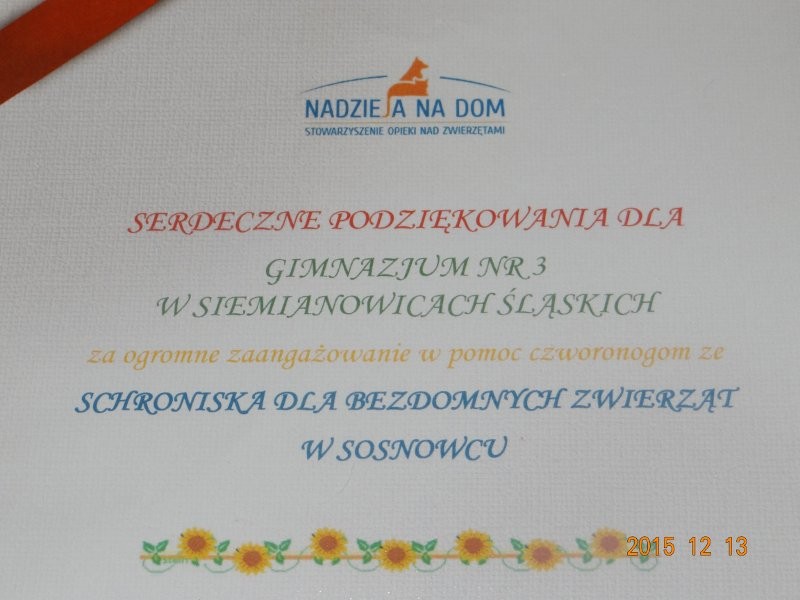 NADZIEJA NA DOM
STOWARZYSZENIE OPIEKI NAD ZWIERZĘTAMI
SERDECZNE PODZIĘKOWANIA DLA
GIMNAZJUM NR 3
W SIEMIANOWICACH ŚLĄSKICH
za ogromne zaangażowanie w pomoc czworonogom ze
SCHRONISKA DLA BEZDOMNYCH ZWIERZĄT
W SOSNOWCU
2015 12 13